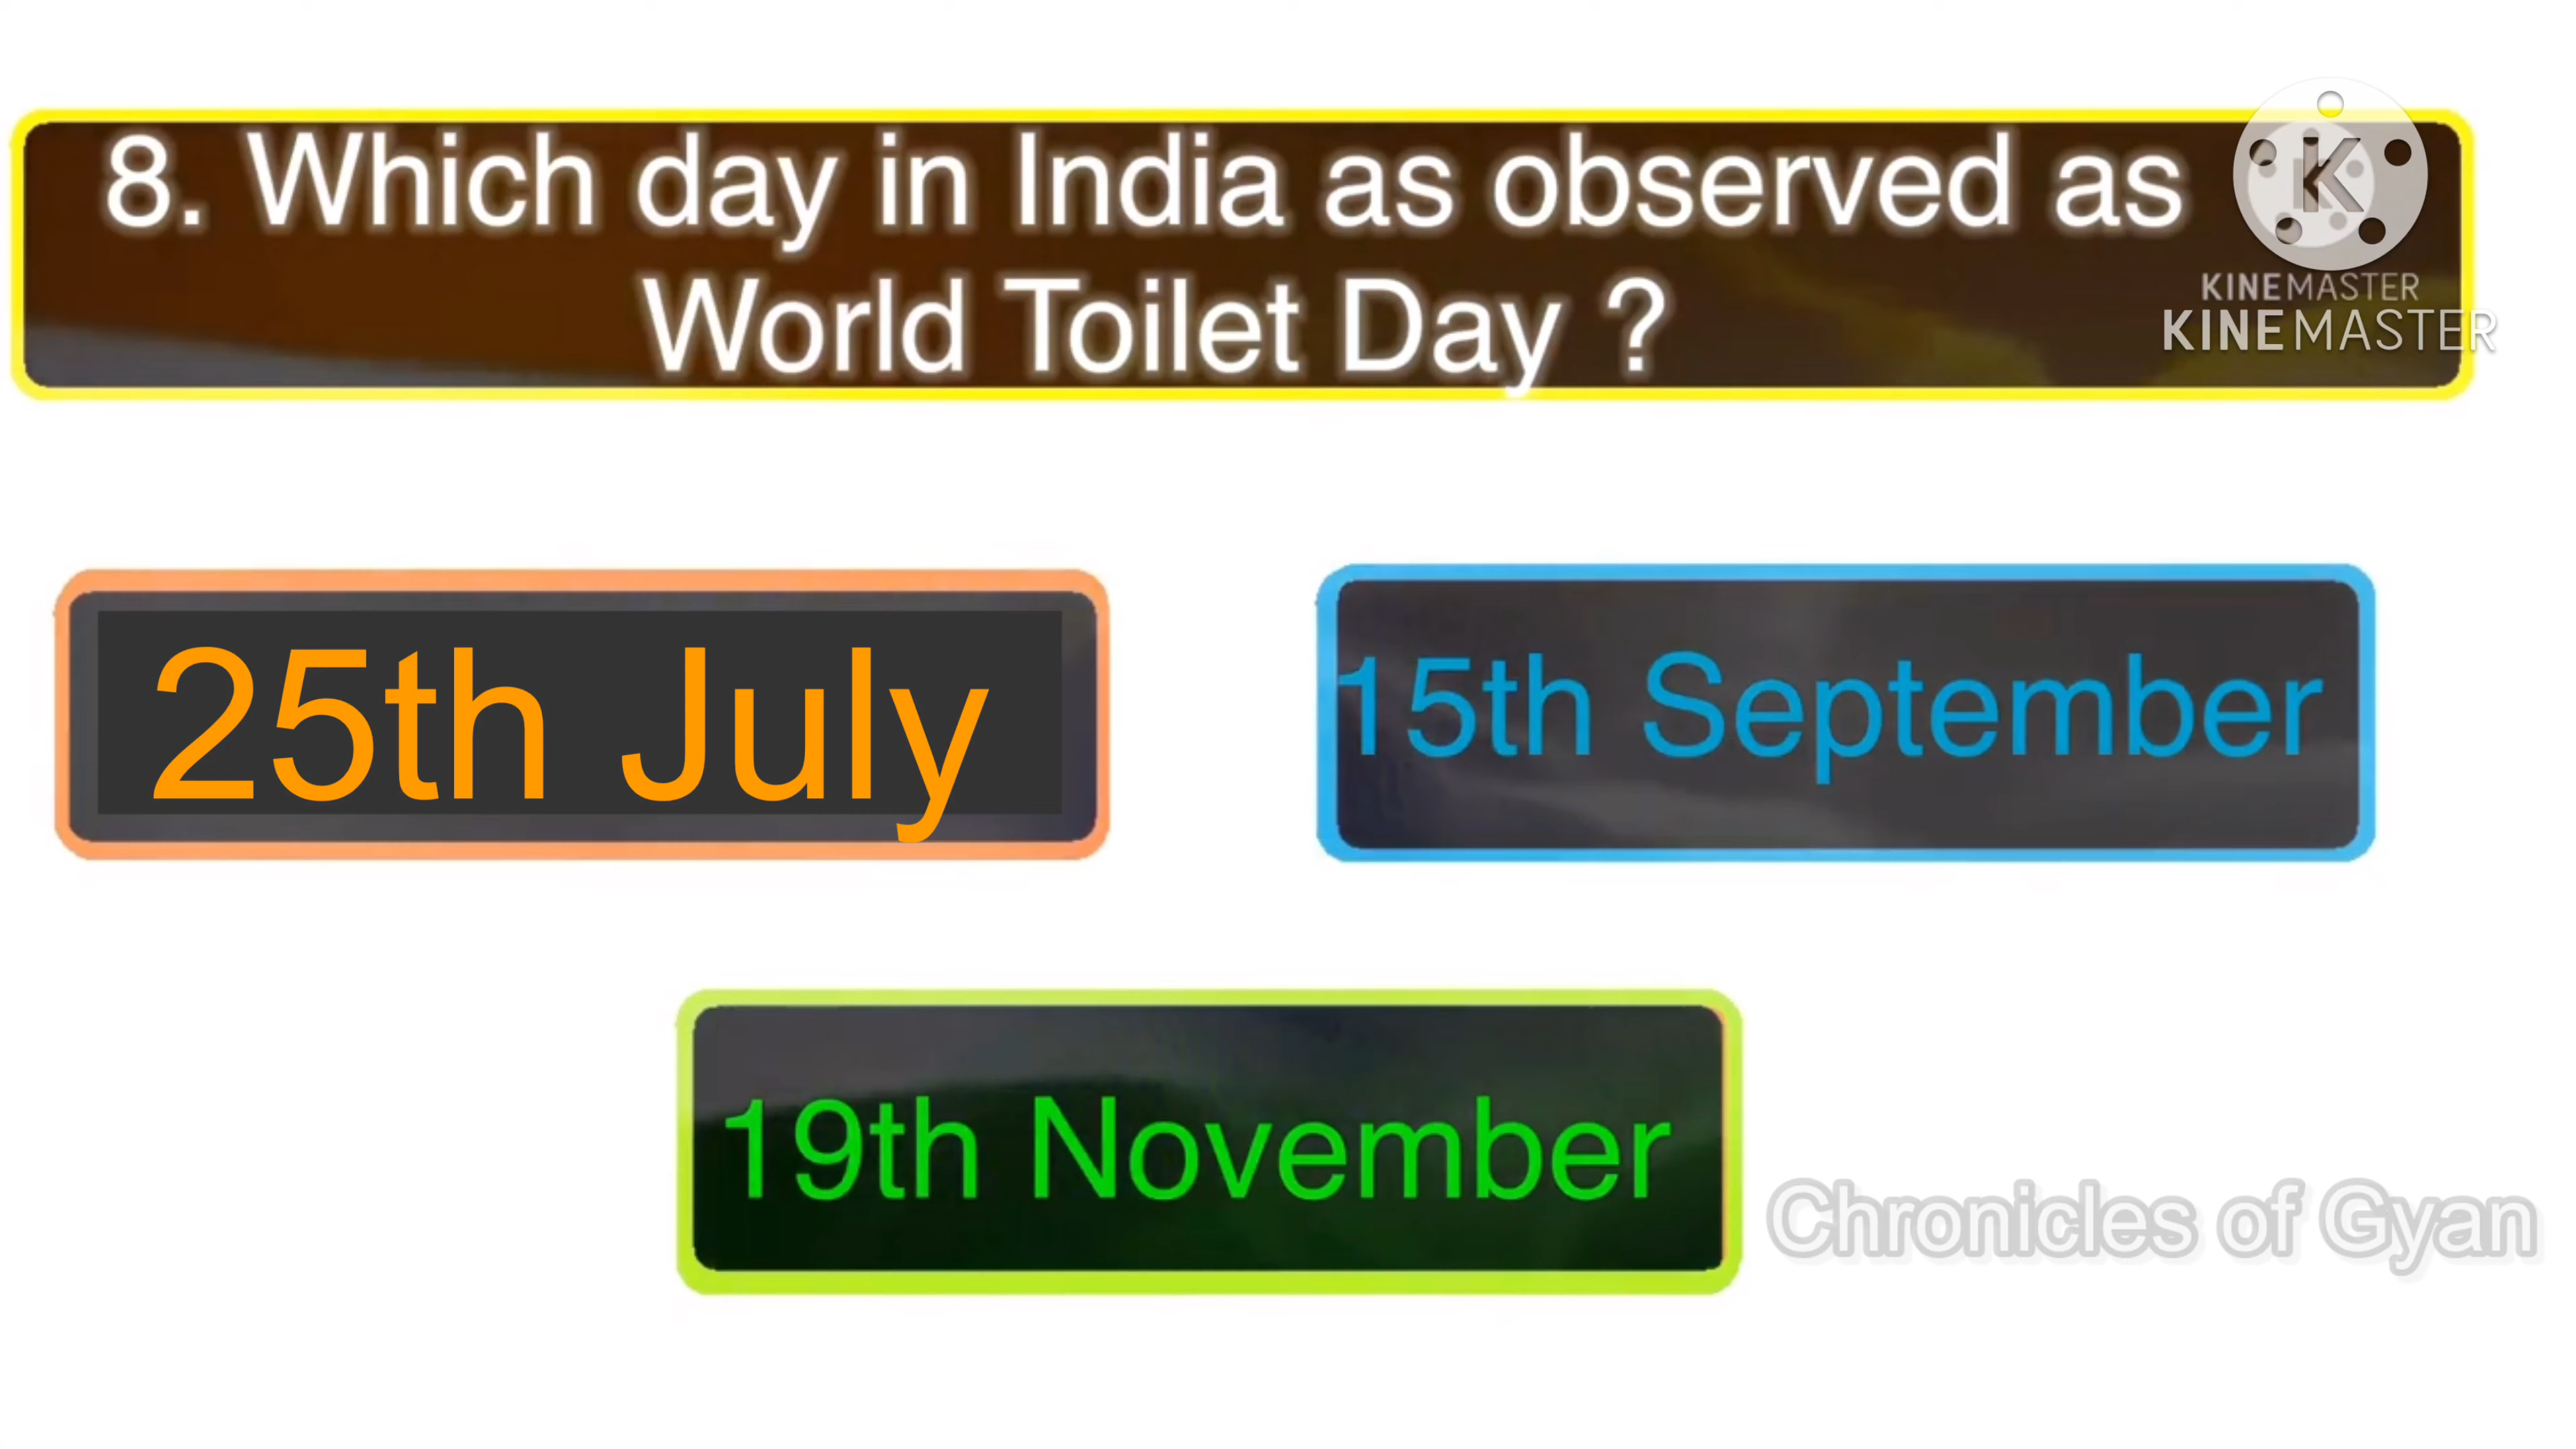 8. Which day in India as observed as
World Toilet Day ?
KINEMASTER
KINEMASTER
25th July
15th September
19th November
Chronicles of Gyan